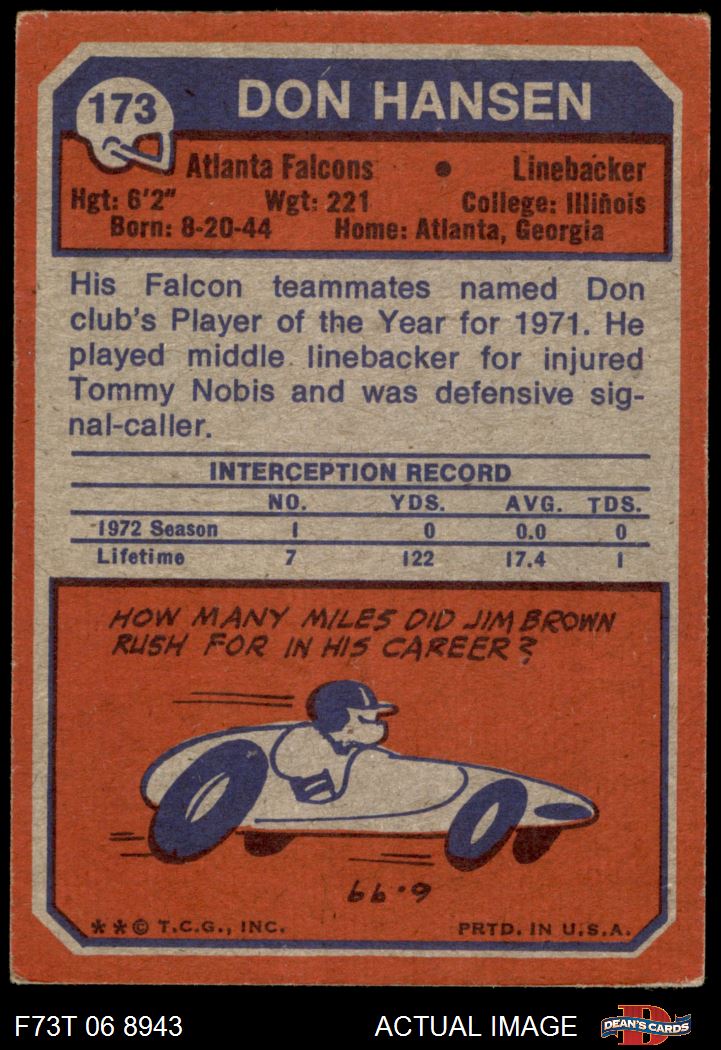 173
DON HANSEN
Atlanta Falcons • Linebacker
Hgt: 6'2" Wgt: 221 College: Illinois
Born: 8-20-44 Home: Atlanta, Georgia
His Falcon teammates named Don
club's Player of the Year for 1971. He
played middle linebacker for injured
Tommy Nobis and was defensive sig-
nal-caller.
INTERCEPTION RECORD
NO. YDS. AVG. TDS.
1972 Season 1 0 0.0 0
Lifetime 7 122 17.4 1
HOW MANY MILES DID JIM BROWN
RUSH FOR IN HIS CAREER?
6.99
**© T.C.G., INC. PRTD. IN U.S.A.
F73T 06 8943 ACTUAL IMAGE D DEAN'S CARDS